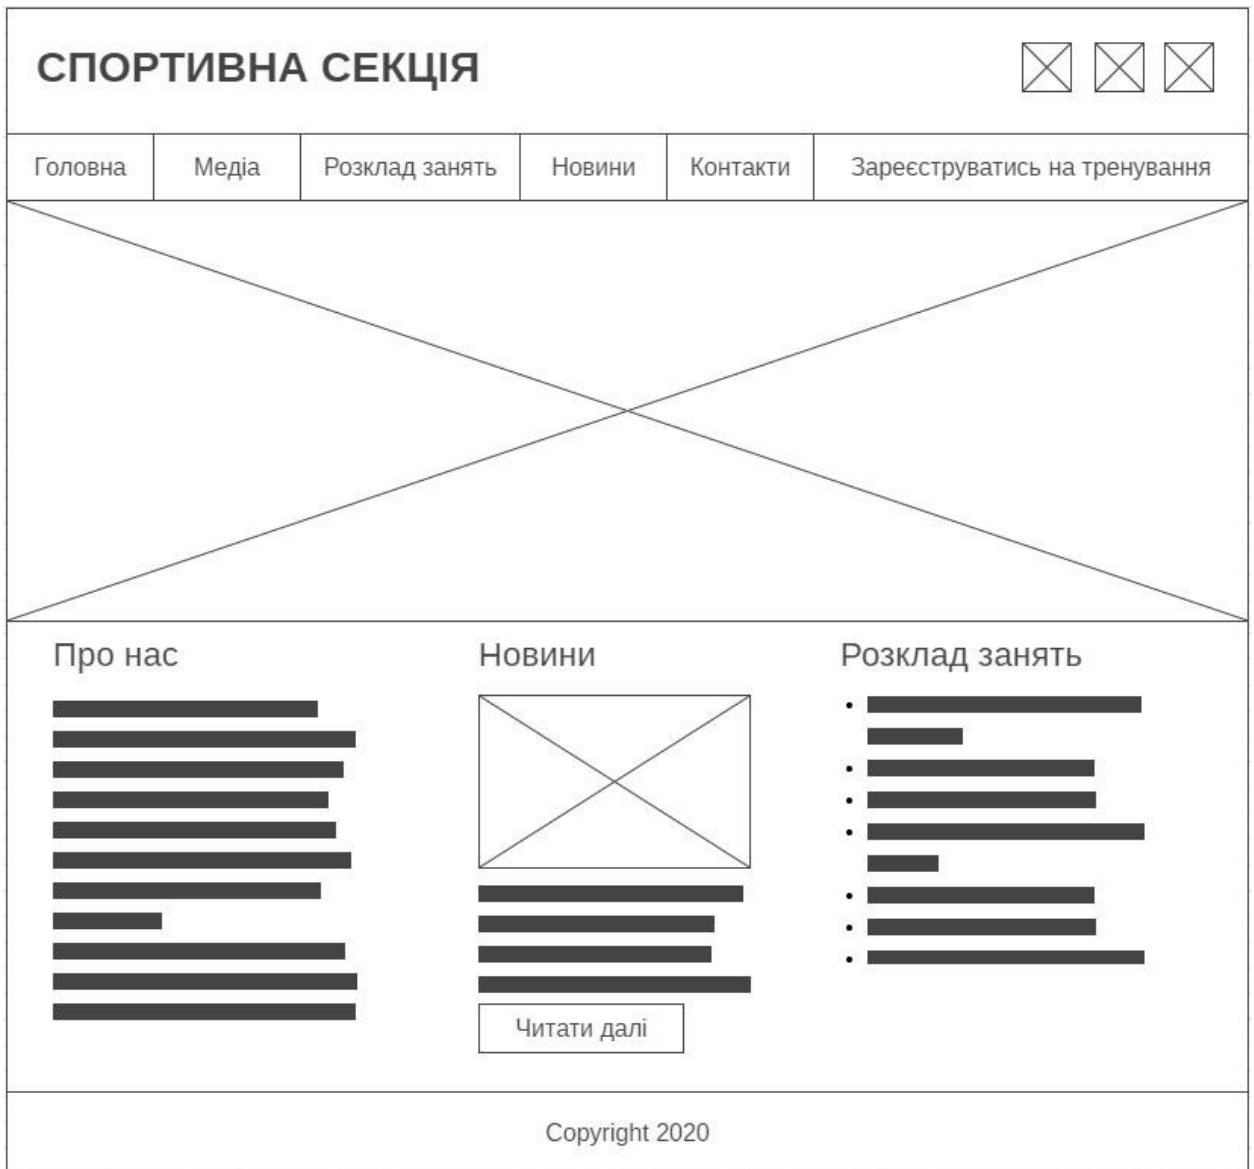 СПОРТИВНА СЕКЦІЯ
Головна
Медіа
Розклад занять
Новини
Контакти
Зареєструватись на тренування
Про нас
Новини
Читати далі
Розклад занять
Copyright 2020